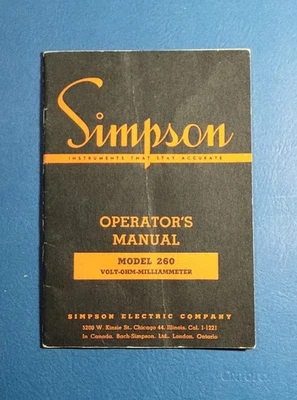 Simpson
INSTRUMENTS THAT STAY ACCURATE
OPERATOR'S
MANUAL
MODEL 260
VOLT-OHM-MILLIAMMETER
SIMPSON ELECTRIC COMPANY
5200 W. Kinzie St., Chicago 44, Illinois, Col. 1-1221
In Canada, Bach-Simpson, Ltd., London, Ontario